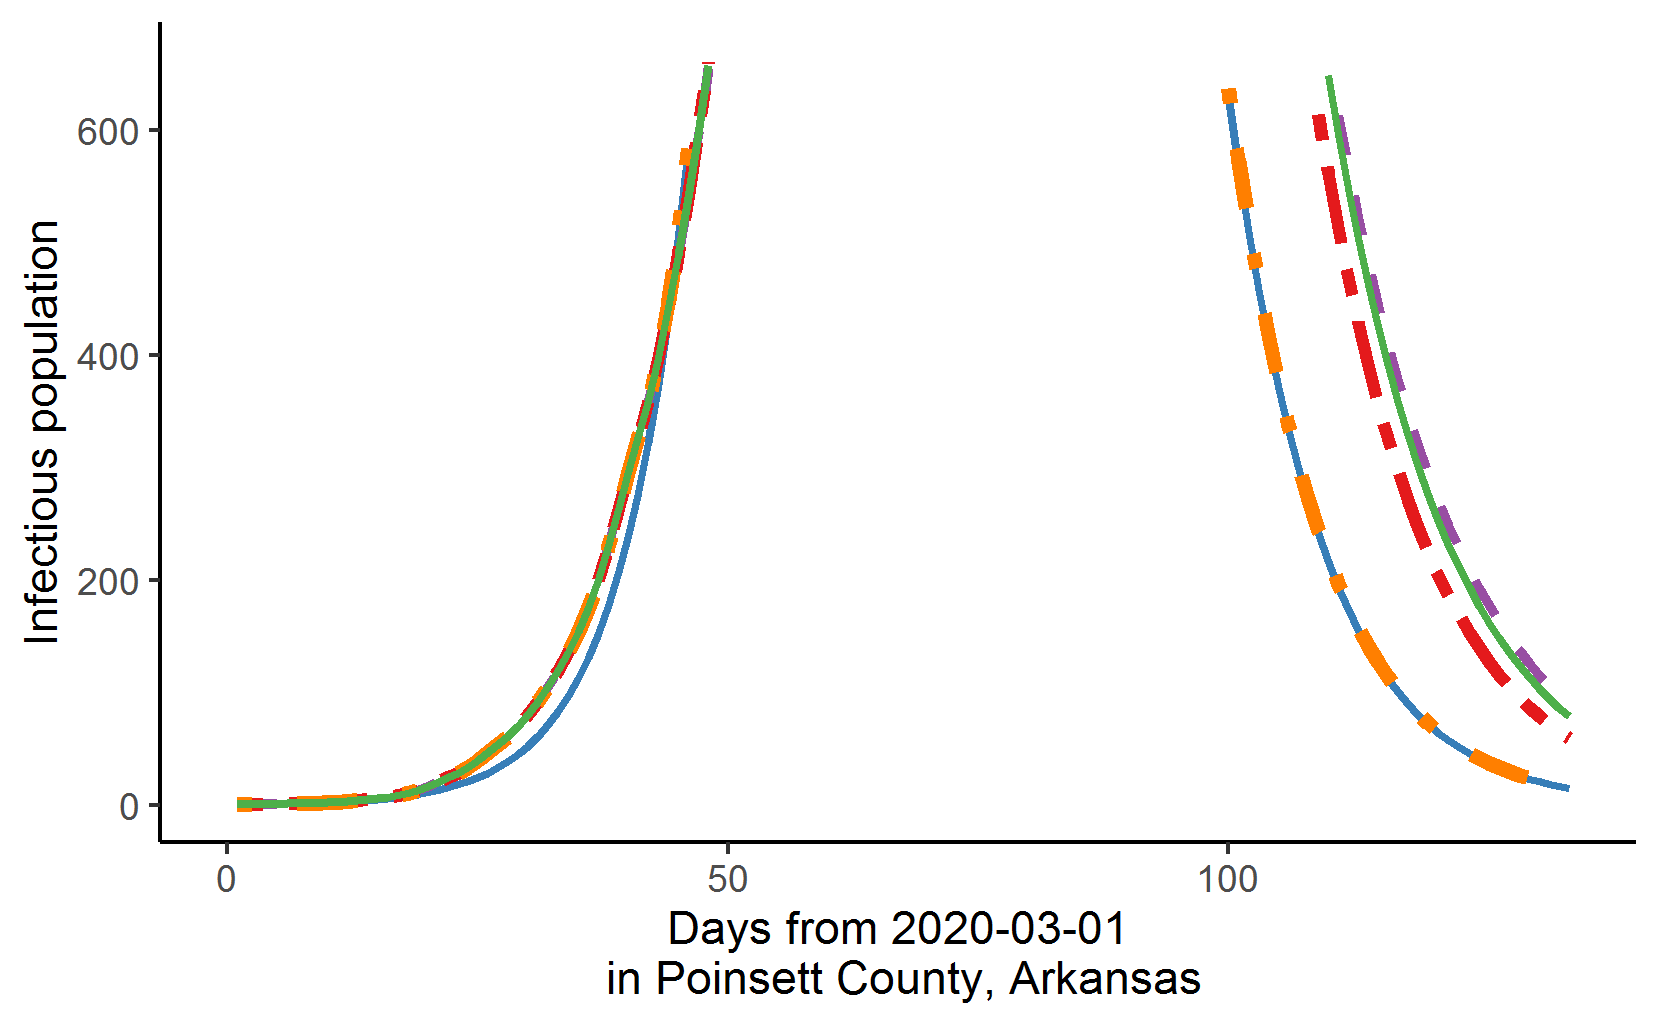 Infectious population
600
400
200
0
0 50 100
Days from 2020-03-01
in Poinsett County, Arkansas